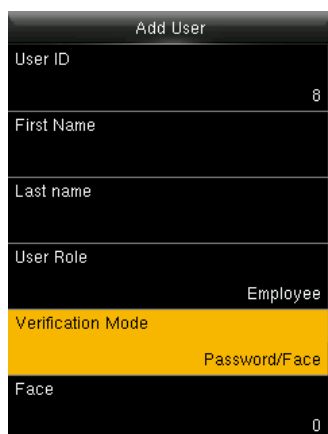 Add User
User ID
8
First Name
Last name
User Role
Employee
Verification Mode
Password/Face
Face
0